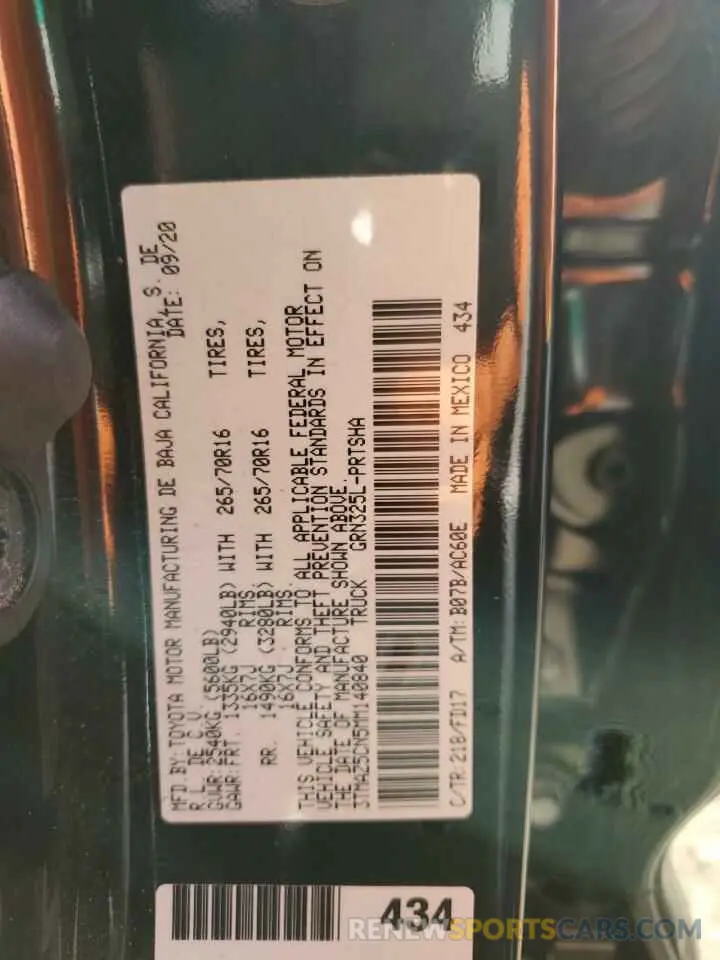 MFD BY: TOYOTA MOTOR MANUFACTURING DE BAJA CALIFORNIA, S. DE
R.L. DE C.V. DATE: 09/20
GVWR: 2540KG (5600LB)
GAWR: FRT. 1335KG (2940LB) WITH 265/70R16 TIRES,
16X7J RIMS.
RR. 1490KG (3280LB) WITH 265/70R16 TIRES,
16X7J RIMS.
THIS VEHICLE CONFORMS TO ALL APPLICABLE FEDERAL MOTOR
VEHICLE SAFETY AND THEFT PREVENTION STANDARDS IN EFFECT ON
THE DATE OF MANUFACTURE SHOWN ABOVE.
3TMAZ5CN5MM140840 TRUCK GRN325L-PRTSHA
C/TR: 218/FD17 A/TM: B07B/AC60E MADE IN MEXICO 434
434
RENEWSPORTSCARS.COM